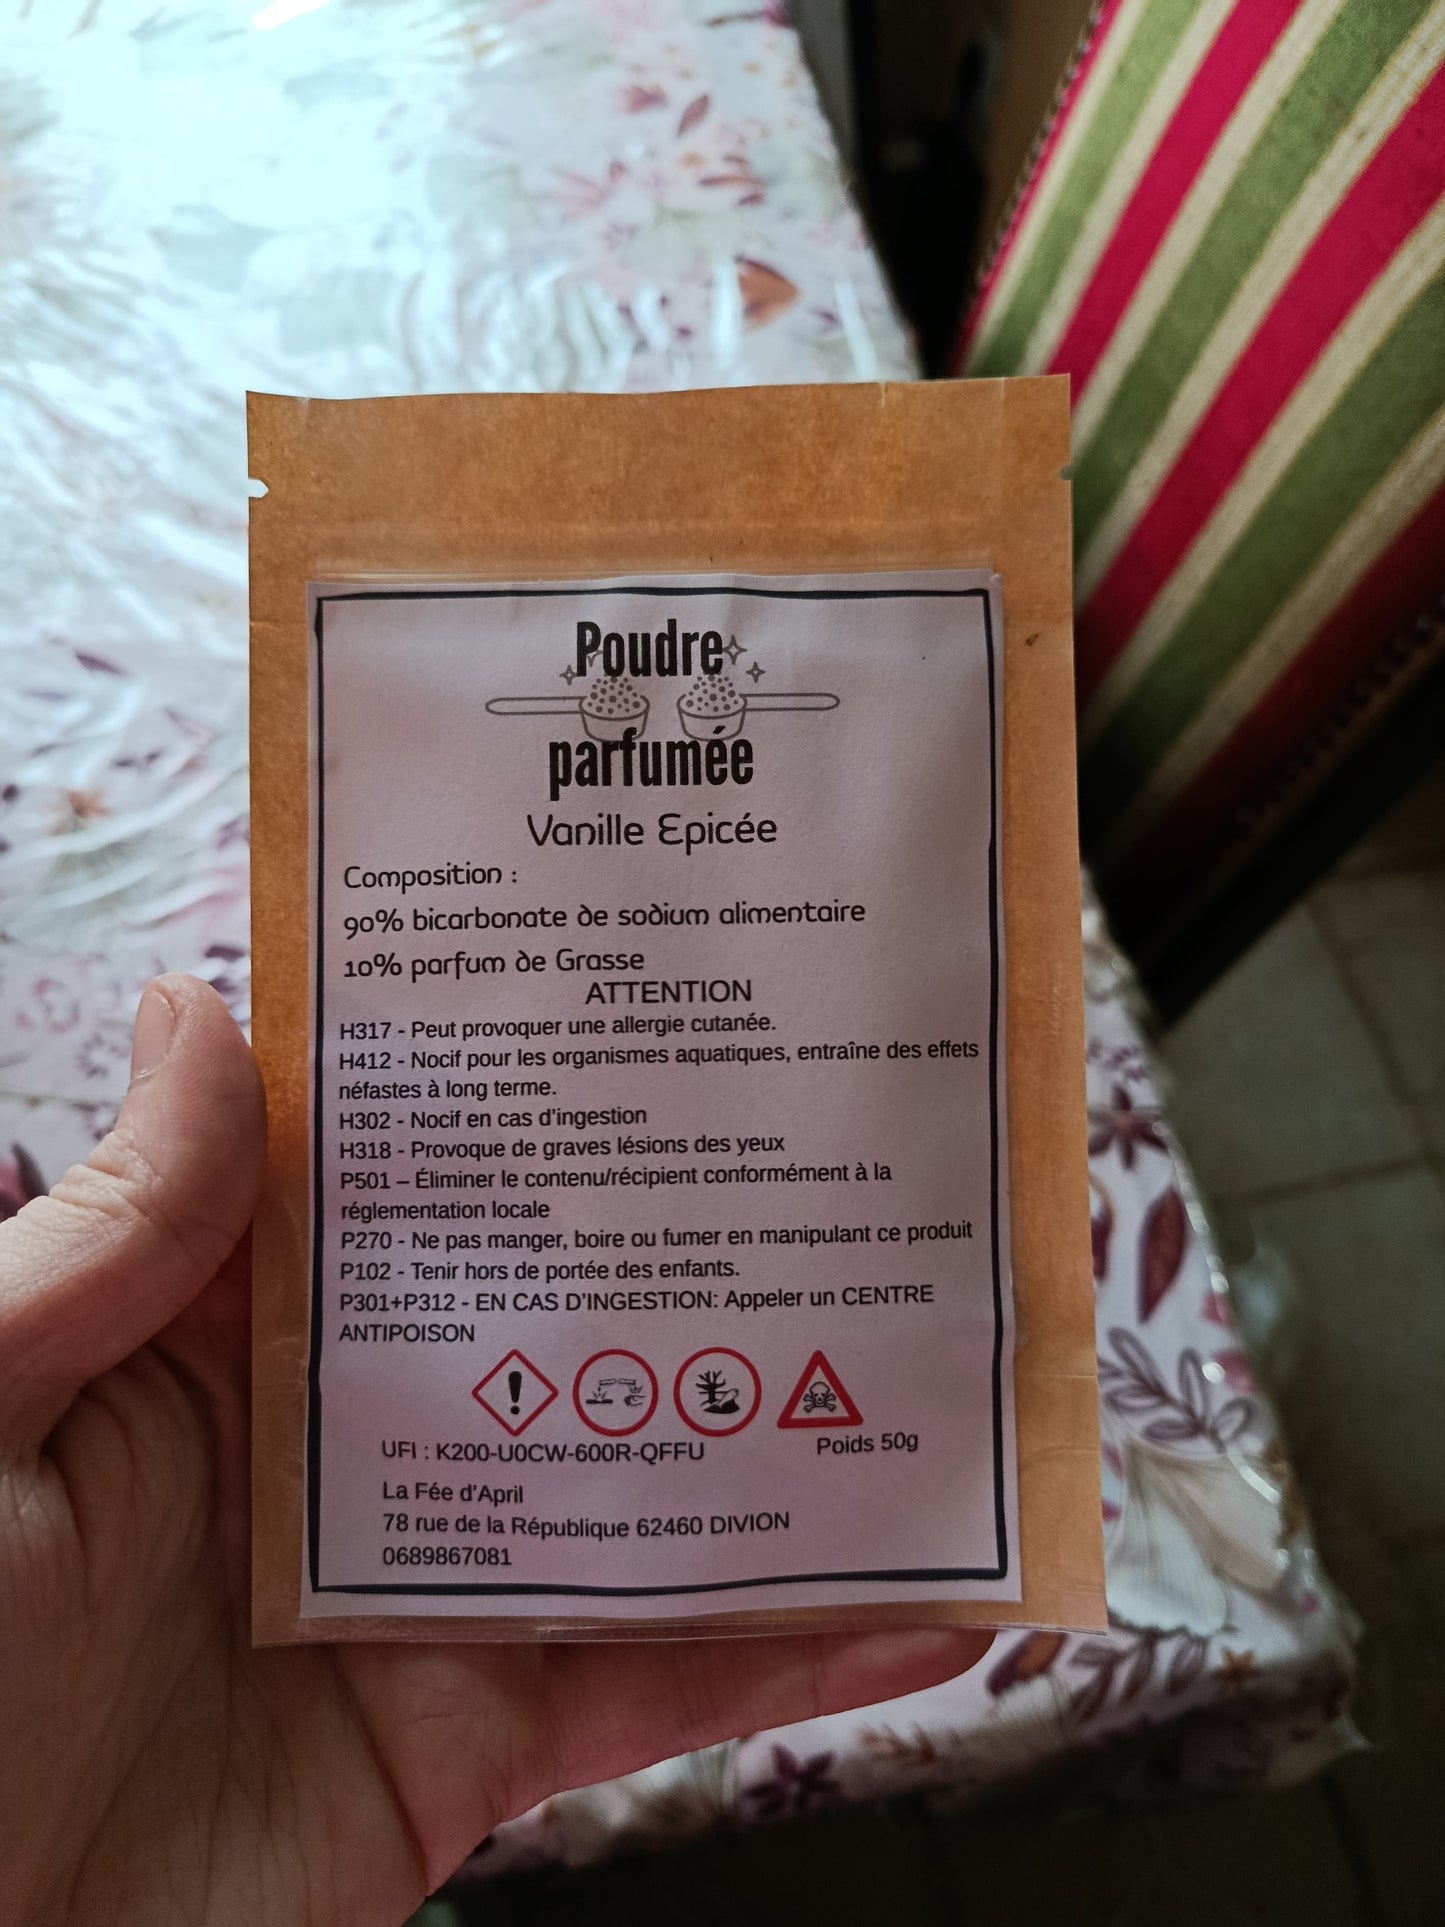 Poudre
parfumée
Vanille Epicée
Composition :
90% bicarbonate de sodium alimentaire
10% parfum de Grasse
ATTENTION
H317 - Peut provoquer une allergie cutanée.
H412 - Nocif pour les organismes aquatiques, entraîne des effets
néfastes à long terme.
H302 - Nocif en cas d'ingestion
H318 - Provoque de graves lésions des yeux
P501 – Éliminer le contenu/récipient conformément à la
réglementation locale
P270 - Ne pas manger, boire ou fumer en manipulant ce produit
P102 - Tenir hors de portée des enfants.
P301+P312 - EN CAS D'INGESTION: Appeler un CENTRE
ANTIPOISON
UFI : K200-U0CW-600R-QFFU
Poids 50g
La Fée d'April
78 rue de la République 62460 DIVION
0689867081